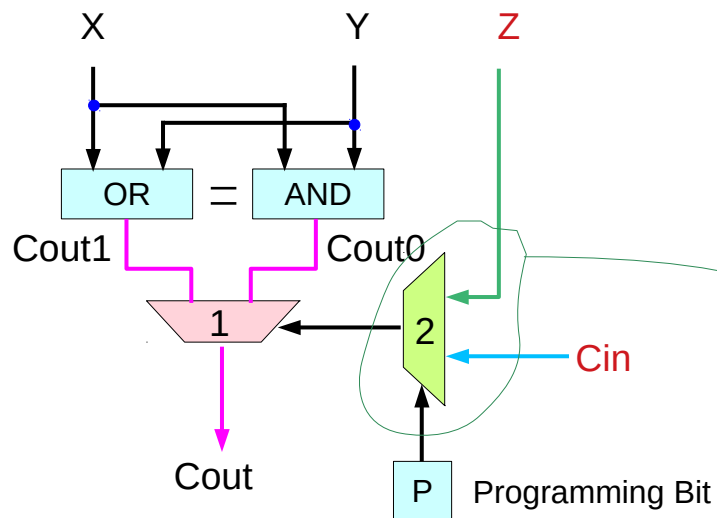 X
Y
Z
OR
=
AND
Cout1
Cout0
1
2
Cin
Cout
P
Programming Bit